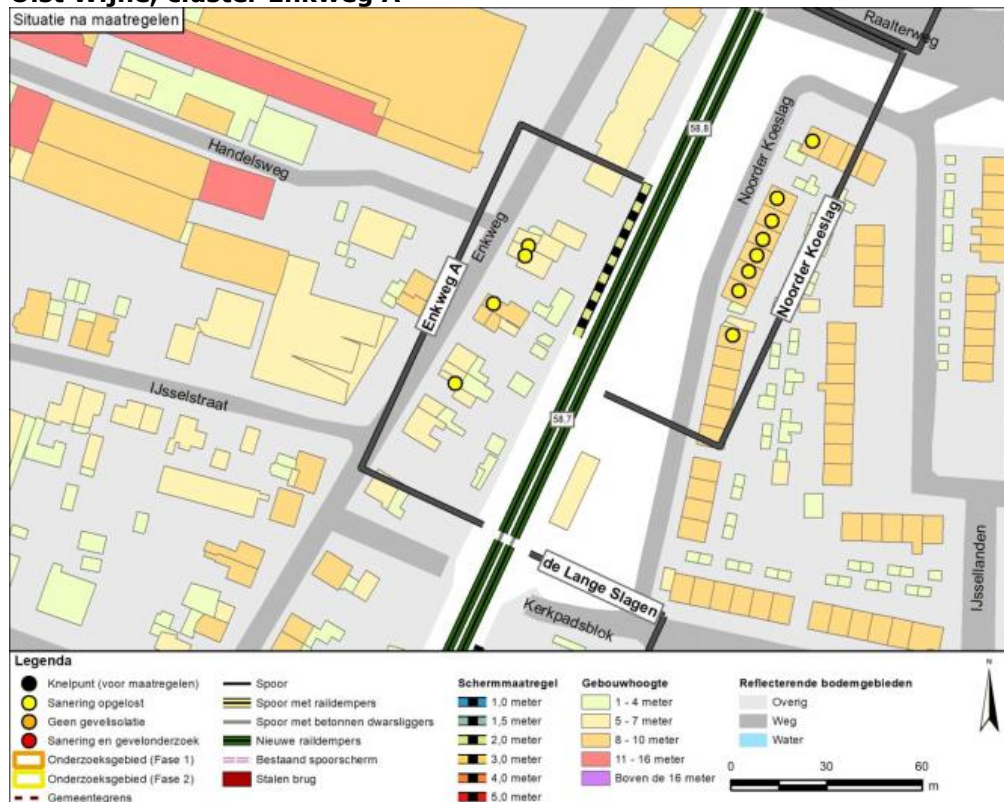 Olst-Wijhe, cluster Enkweg A
Situatie na maatregelen
Raalterweg
58.8
Handelsweg
Noorder Koeslag
Enkweg
Noorder Koeslag
Enkweg A
IJsselstraat
58.7
de Lange Slagen
Kerkpadsblok
IJssellanden
Legenda
Knelpunt (voor maatregelen)
Sanering opgelost
Geen gevelisolatie
Sanering en gevelonderzoek
Onderzoeksgebied (Fase 1)
Onderzoeksgebied (Fase 2)
Gemeentegrens
Spoor
Spoor met raildempers
Spoor met betonnen dwarsliggers
Nieuwe raildempers
Bestaand spoorscherm
Stalen brug
Schermmaatregel
1,0 meter
1,5 meter
2,0 meter
3,0 meter
4,0 meter
5,0 meter
Gebouwhoogte
1 - 4 meter
5 - 7 meter
8 - 10 meter
11 - 16 meter
Boven de 16 meter
Reflecterende bodemgebieden
Overig
Weg
Water
N
0 30 60
m